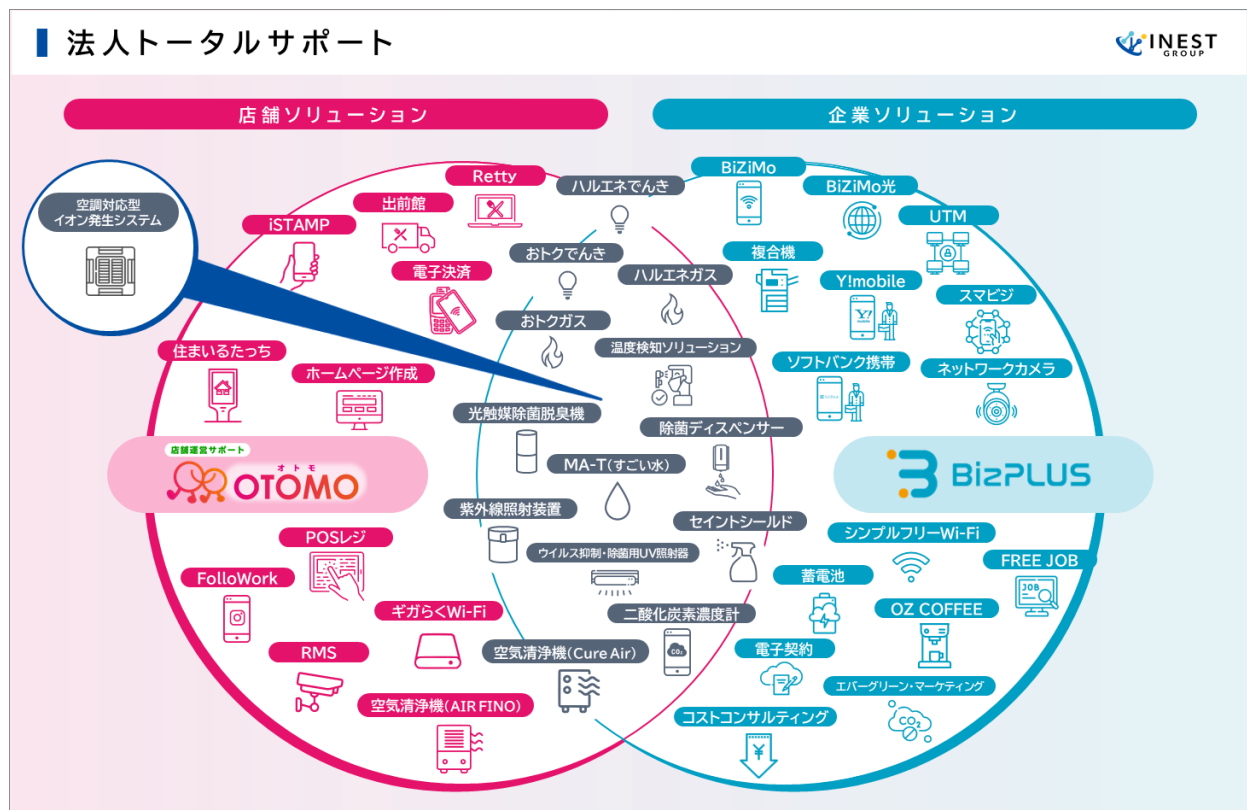 法人トータルサポート
INEST
GROUP
店舗ソリューション
企業ソリューション
空調対応型
イオン発生システム
iSTAMP
出前館
Retty
電子決済
住まいるたっち
ホームページ作成
店舗運営サポート
オトモ
OTOMO
POSレジ
FolloWork
ギガらくWi-Fi
RMS
空気清浄機(AIR FINO)
ハルエネでんき
おトクでんき
ハルエネガス
おトクガス
温度検知ソリューション
光触媒除菌脱臭機
除菌ディスペンサー
MA-T(すごい水)
紫外線照射装置
セイントシールド
ウイルス抑制・除菌用UV照射器
二酸化炭素濃度計
CO₂
空気清浄機(Cure Air)
BiZiMo
BiZiMo光
UTM
複合機
Y!mobile
Y!
スマビジ
ソフトバンク携帯
ネットワークカメラ
BizPLUS
シンプルフリーWi-Fi
FREE JOB
JOB
蓄電池
OZ COFFEE
電子契約
エバーグリーン・マーケティング
CO₂
コストコンサルティング
¥